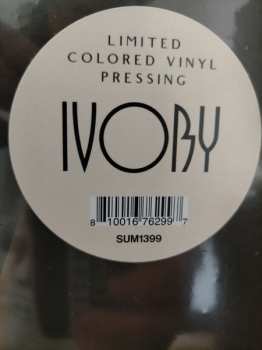 LIMITED
COLORED VINYL
PRESSING
IVORY
8 10016 76299 7
SUM1399